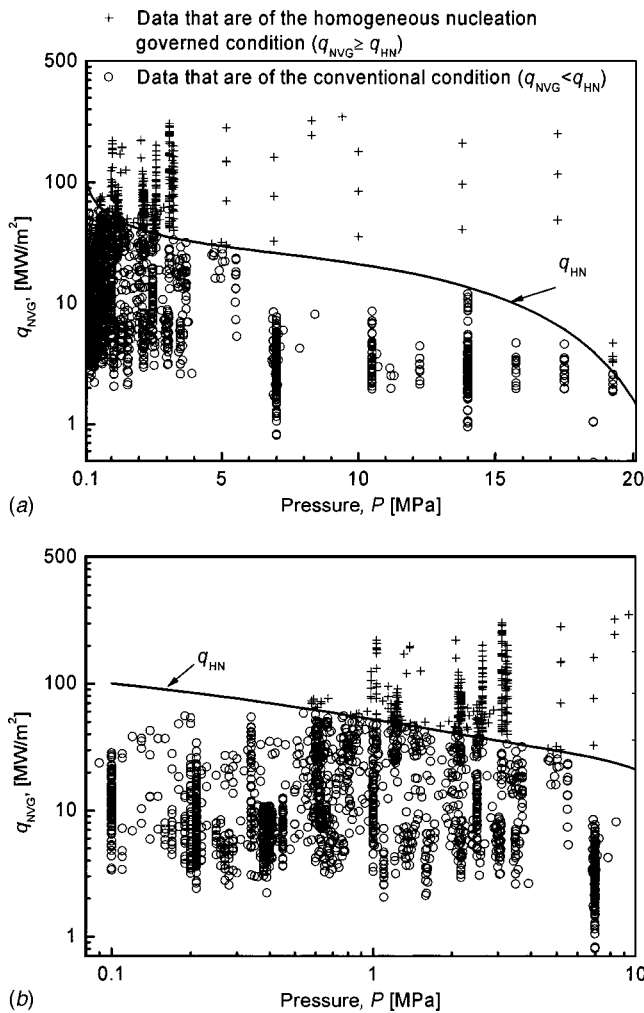 + Data that are of the homogeneous nucleation
governed condition (qNVG ≥ qHN)
○ Data that are of the conventional condition (qNVG<qHN)
500
100
10
1
qNVG, [MW/m²]
qHN
0.1 5 10 15 20
(a) Pressure, P [MPa]
500
100
10
1
qNVG, [MW/m²]
qHN
0.1 1 10
(b) Pressure, P [MPa]